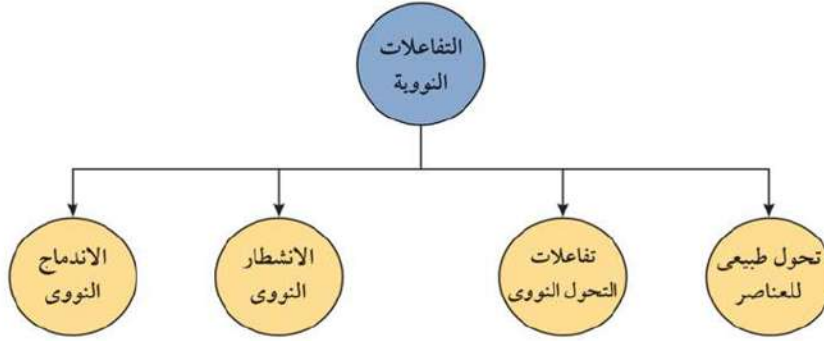 التفاعلات
النووية
تحول طبيعى
للعناصر
تفاعلات
التحول النووى
الانشطار
النووى
الاندماج
النووى